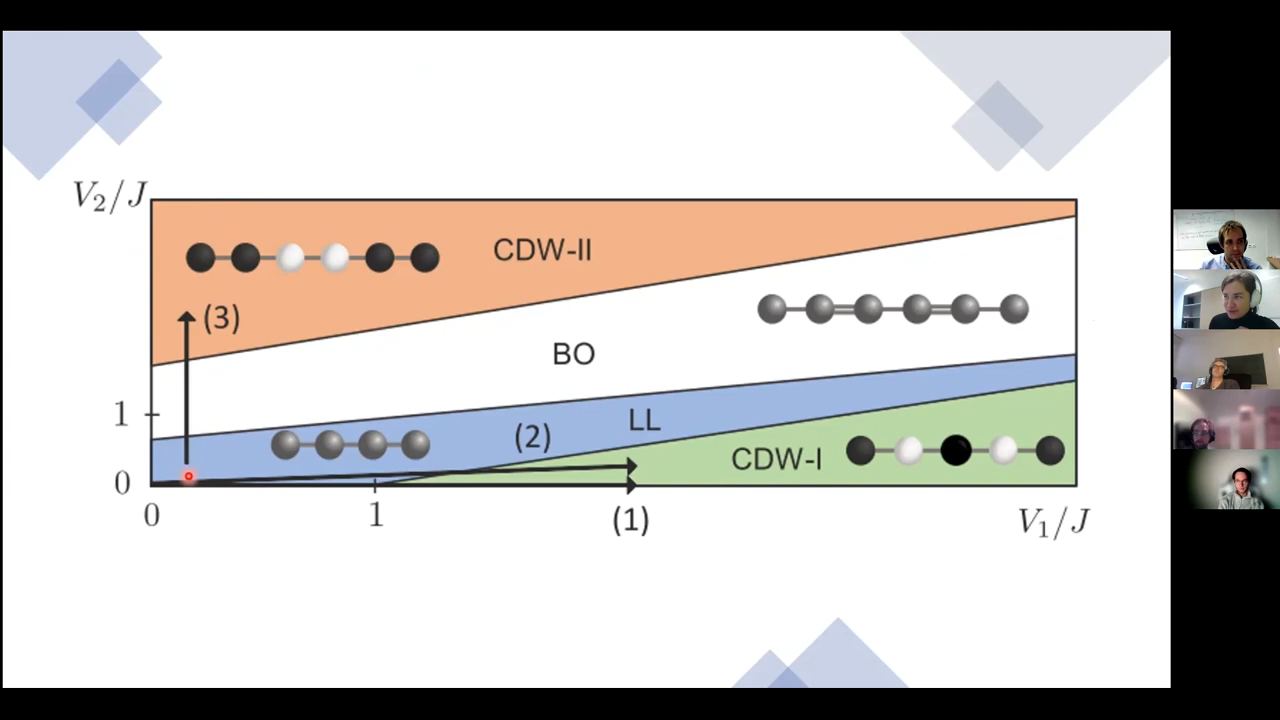 V₂/J
CDW-II
(3)
BO
1
LL
(2)
CDW-I
0
0
1
(1)
V₁/J